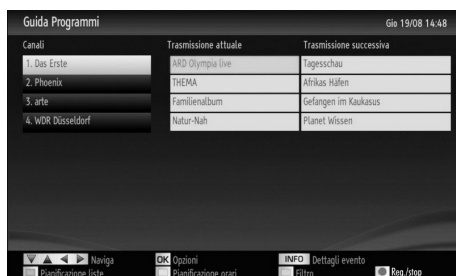 Guida Programmi Gio 19/08 14:48
Canali Trasmissione attuale Trasmissione successiva
1. Das Erste ARD Olympia live Tagesschau
2. Phoenix THEMA Afrikas Häfen
3. arte Familienalbum Gefangen im Kaukasus
4. WDR Düsseldorf Natur-Nah Planet Wissen
Naviga OK Opzioni INFO Dettagli evento
Pianificazione liste Pianificazione orari Filtro Reg./stop